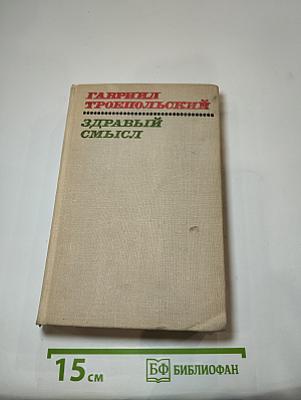 ГАВРИИЛ
ТРОЕПОЛЬСКИЙ
ЗДРАВЫЙ
СМЫСЛ
15 СМ
БФ БИБЛИОФАН